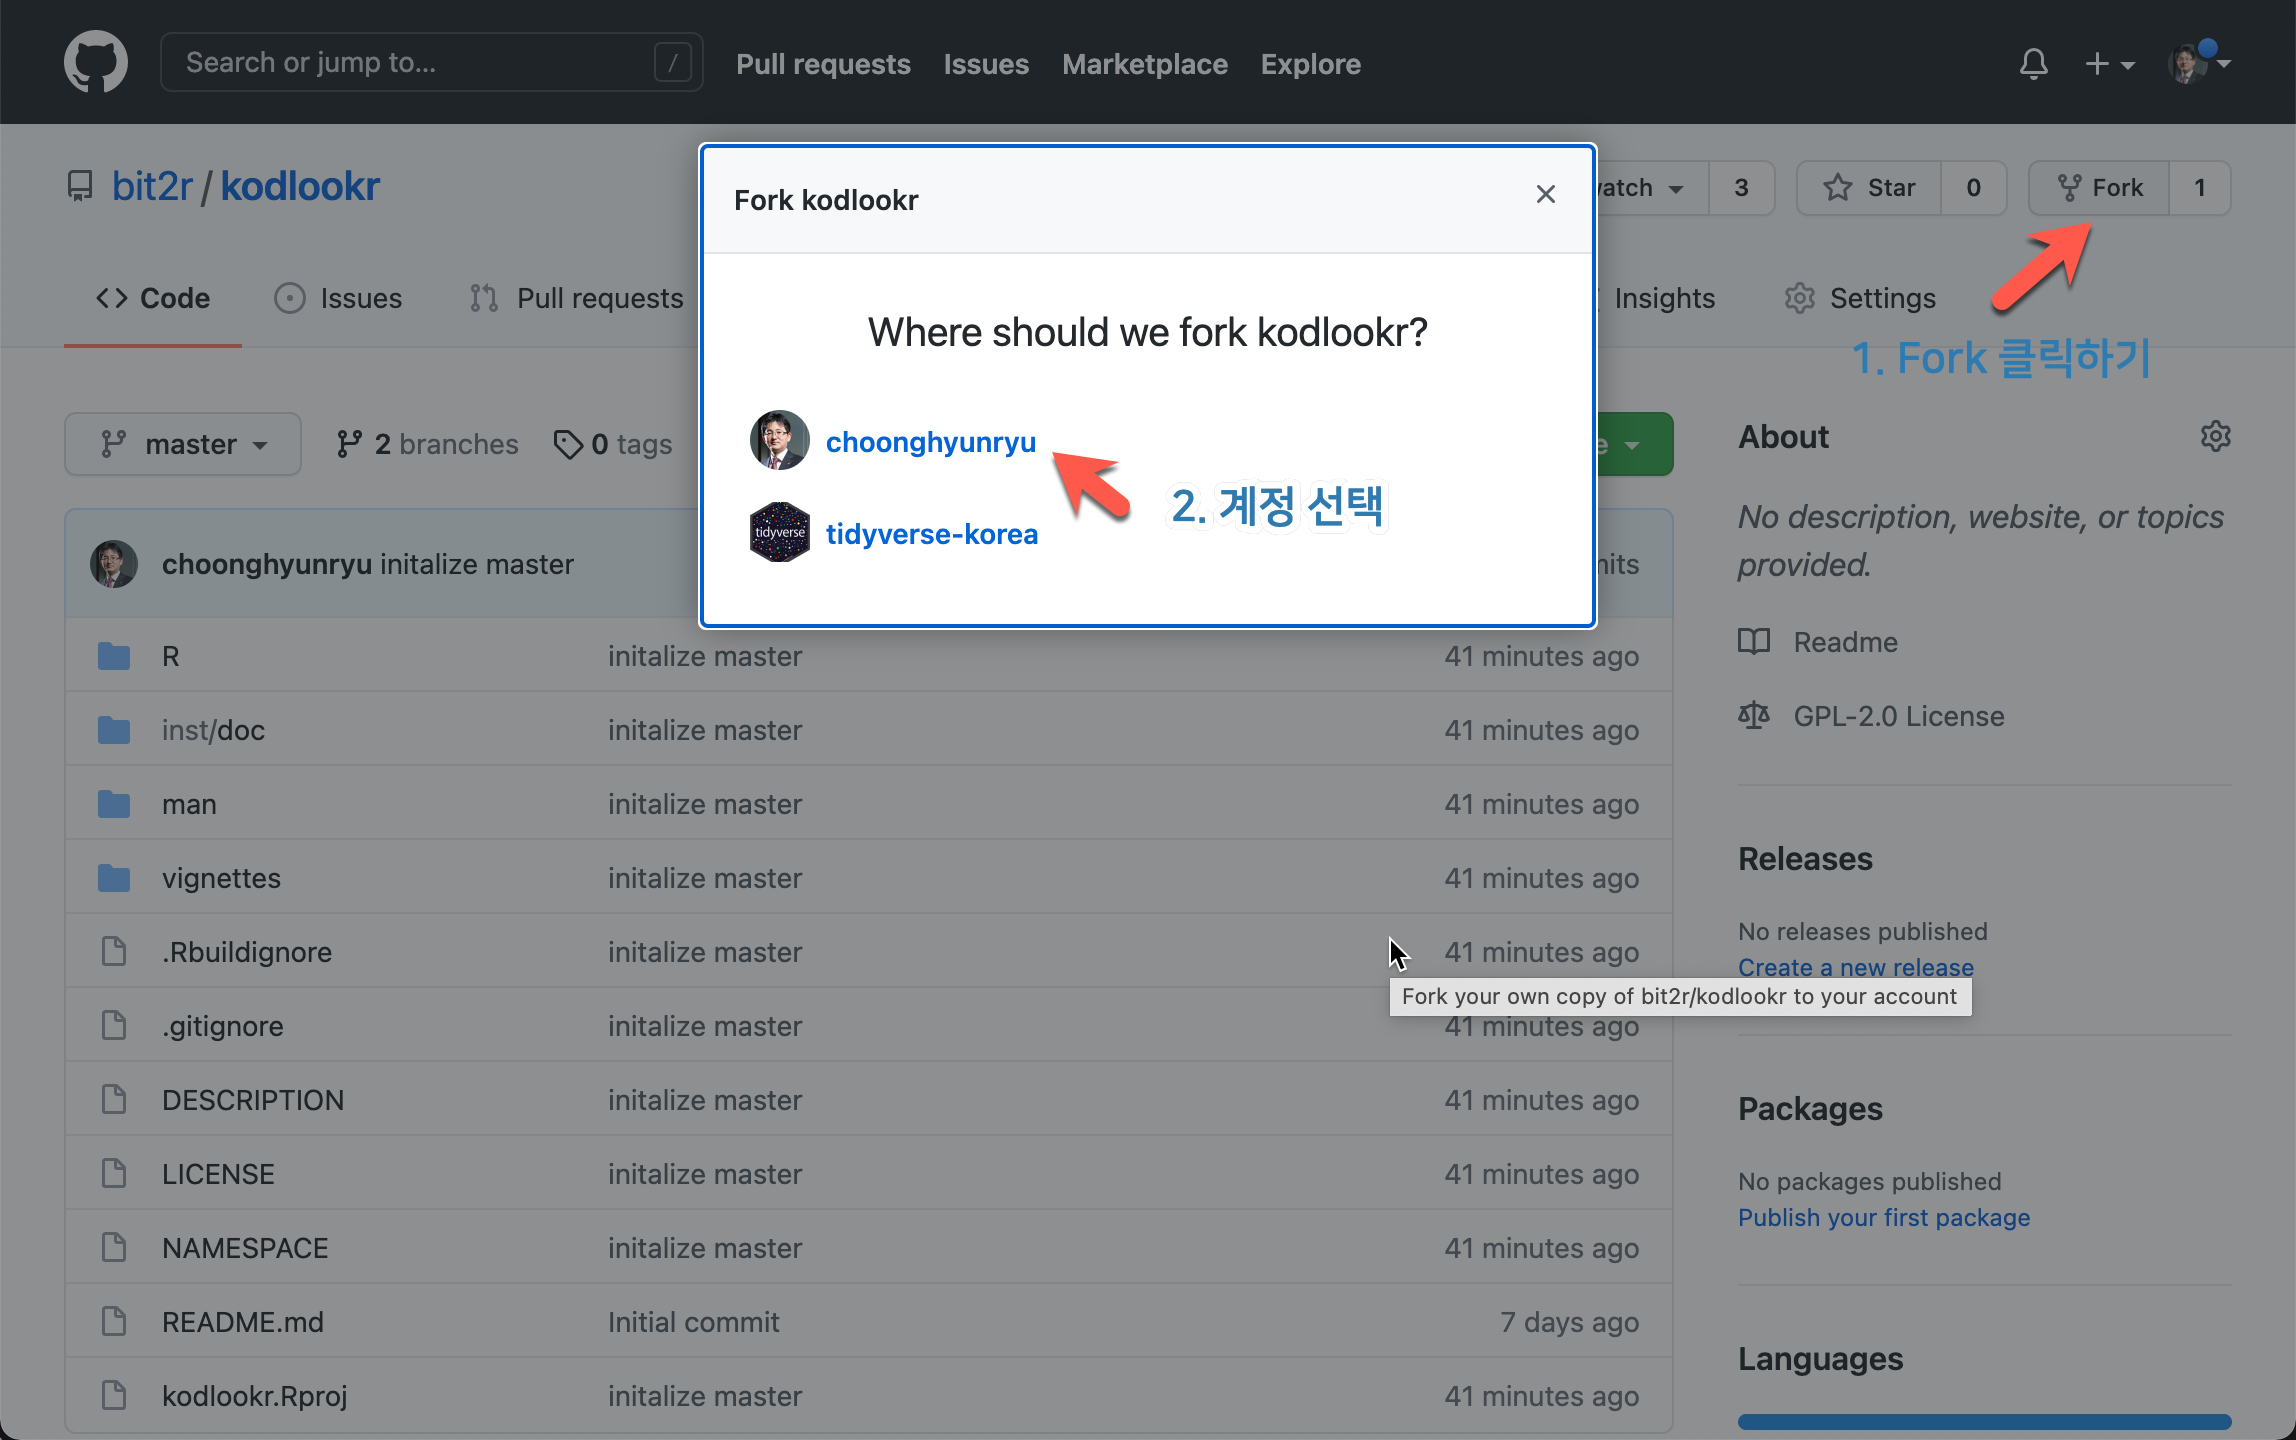 Search or jump to... /
Pull requests Issues Marketplace Explore
bit2r / kodlookr
atch 3 Star 0 Fork 1
Fork kodlookr
Code Issues Pull requests Insights Settings
1. Fork 클릭하기
Where should we fork kodlookr?
choonghyunryu
2. 계정 선택
tidyverse
tidyverse-korea
master 2 branches 0 tags e
About
No description, website, or topics
provided.
Readme
GPL-2.0 License
Releases
No releases published
Create a new release
Packages
No packages published
Publish your first package
Languages
choonghyunryu initalize master mits
R initalize master 41 minutes ago
inst/doc initalize master 41 minutes ago
man initalize master 41 minutes ago
vignettes initalize master 41 minutes ago
.Rbuildignore initalize master 41 minutes ago
Fork your own copy of bit2r/kodlookr to your account
.gitignore initalize master 41 minutes ago
DESCRIPTION initalize master 41 minutes ago
LICENSE initalize master 41 minutes ago
NAMESPACE initalize master 41 minutes ago
README.md Initial commit 7 days ago
kodlookr.Rproj initalize master 41 minutes ago